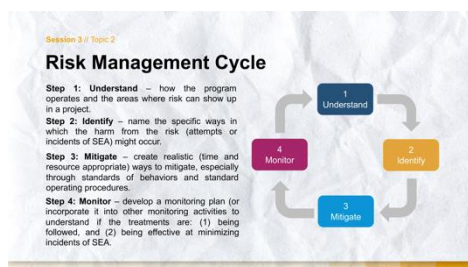 Session 3 // Topic 2
Risk Management Cycle
Step 1: Understand – how the program
operates and the areas where risk can show up
in a project.
Step 2: Identify – name the specific ways in
which the harm from the risk (attempts or
incidents of SEA) might occur.
Step 3: Mitigate – create realistic (time and
resource appropriate) ways to mitigate, especially
through standards of behaviors and standard
operating procedures.
Step 4: Monitor – develop a monitoring plan (or
incorporate it into other monitoring activities to
understand if the treatments are: (1) being
followed, and (2) being effective at minimizing
incidents of SEA.
1
Understand
2
Identify
3
Mitigate
4
Monitor